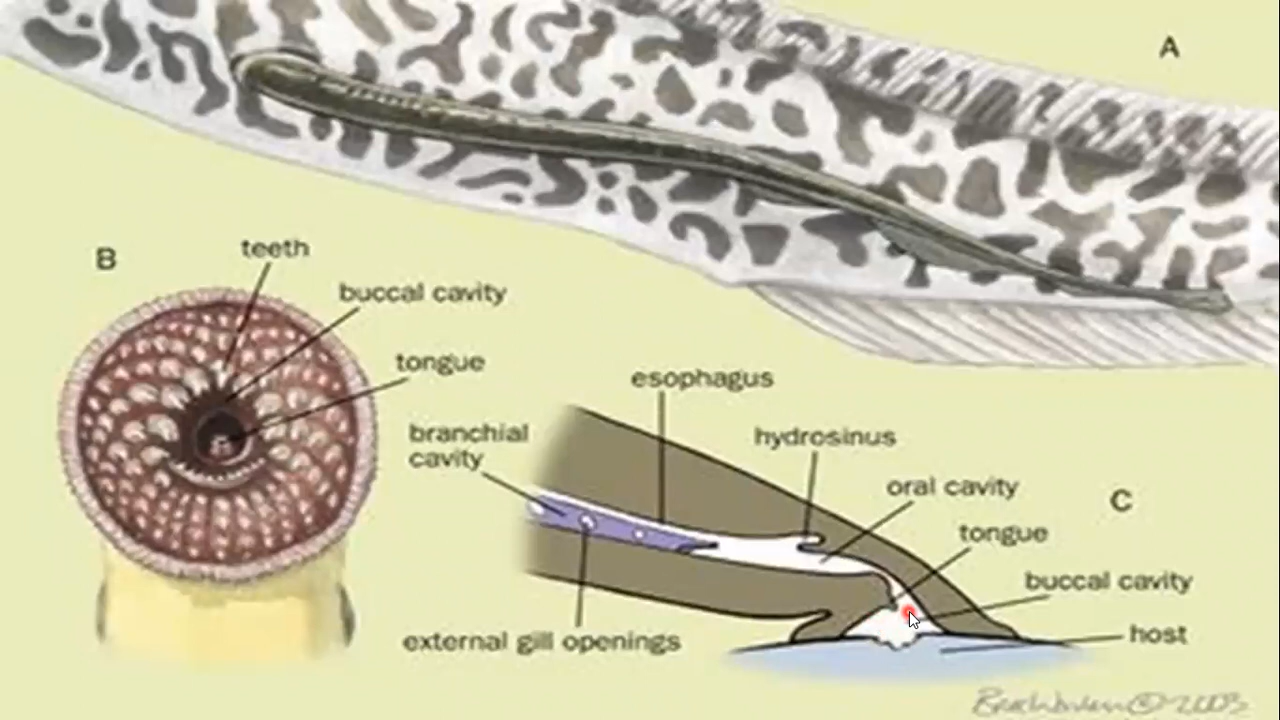 A
B
teeth
buccal cavity
tongue
esophagus
branchial
cavity
hydrosinus
oral cavity
C
tongue
buccal cavity
external gill openings
host